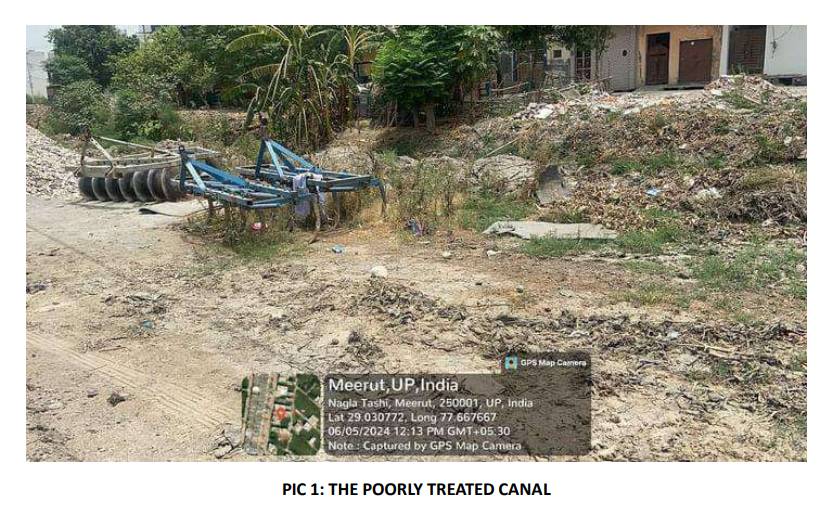 GPS Map Camera
Meerut,UP,India
Nagla Tashi, Meerut, 250001, UP, India
Lat 29.030772, Long 77.667667
06/05/2024 12:13 PM GMT+05:30
Note : Captured by GPS Map Camera
PIC 1: THE POORLY TREATED CANAL